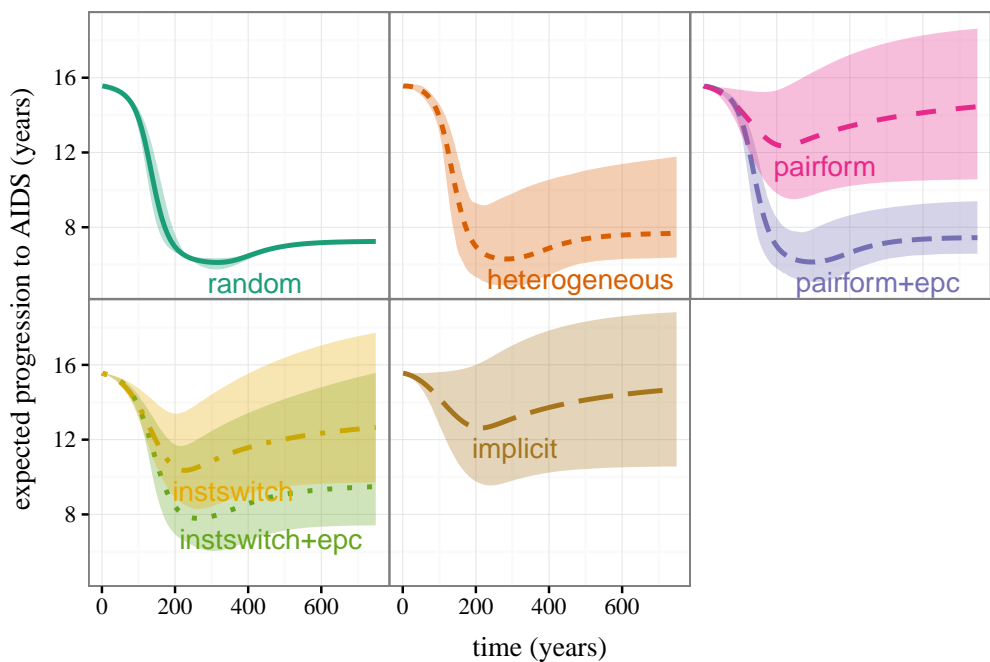 expected progression to AIDS (years)
16
12
8
random
heterogeneous
pairform
pairform+epc
16
12
8
instswitch
instswitch+epc
implicit
0 200 400 600
0 200 400 600
time (years)